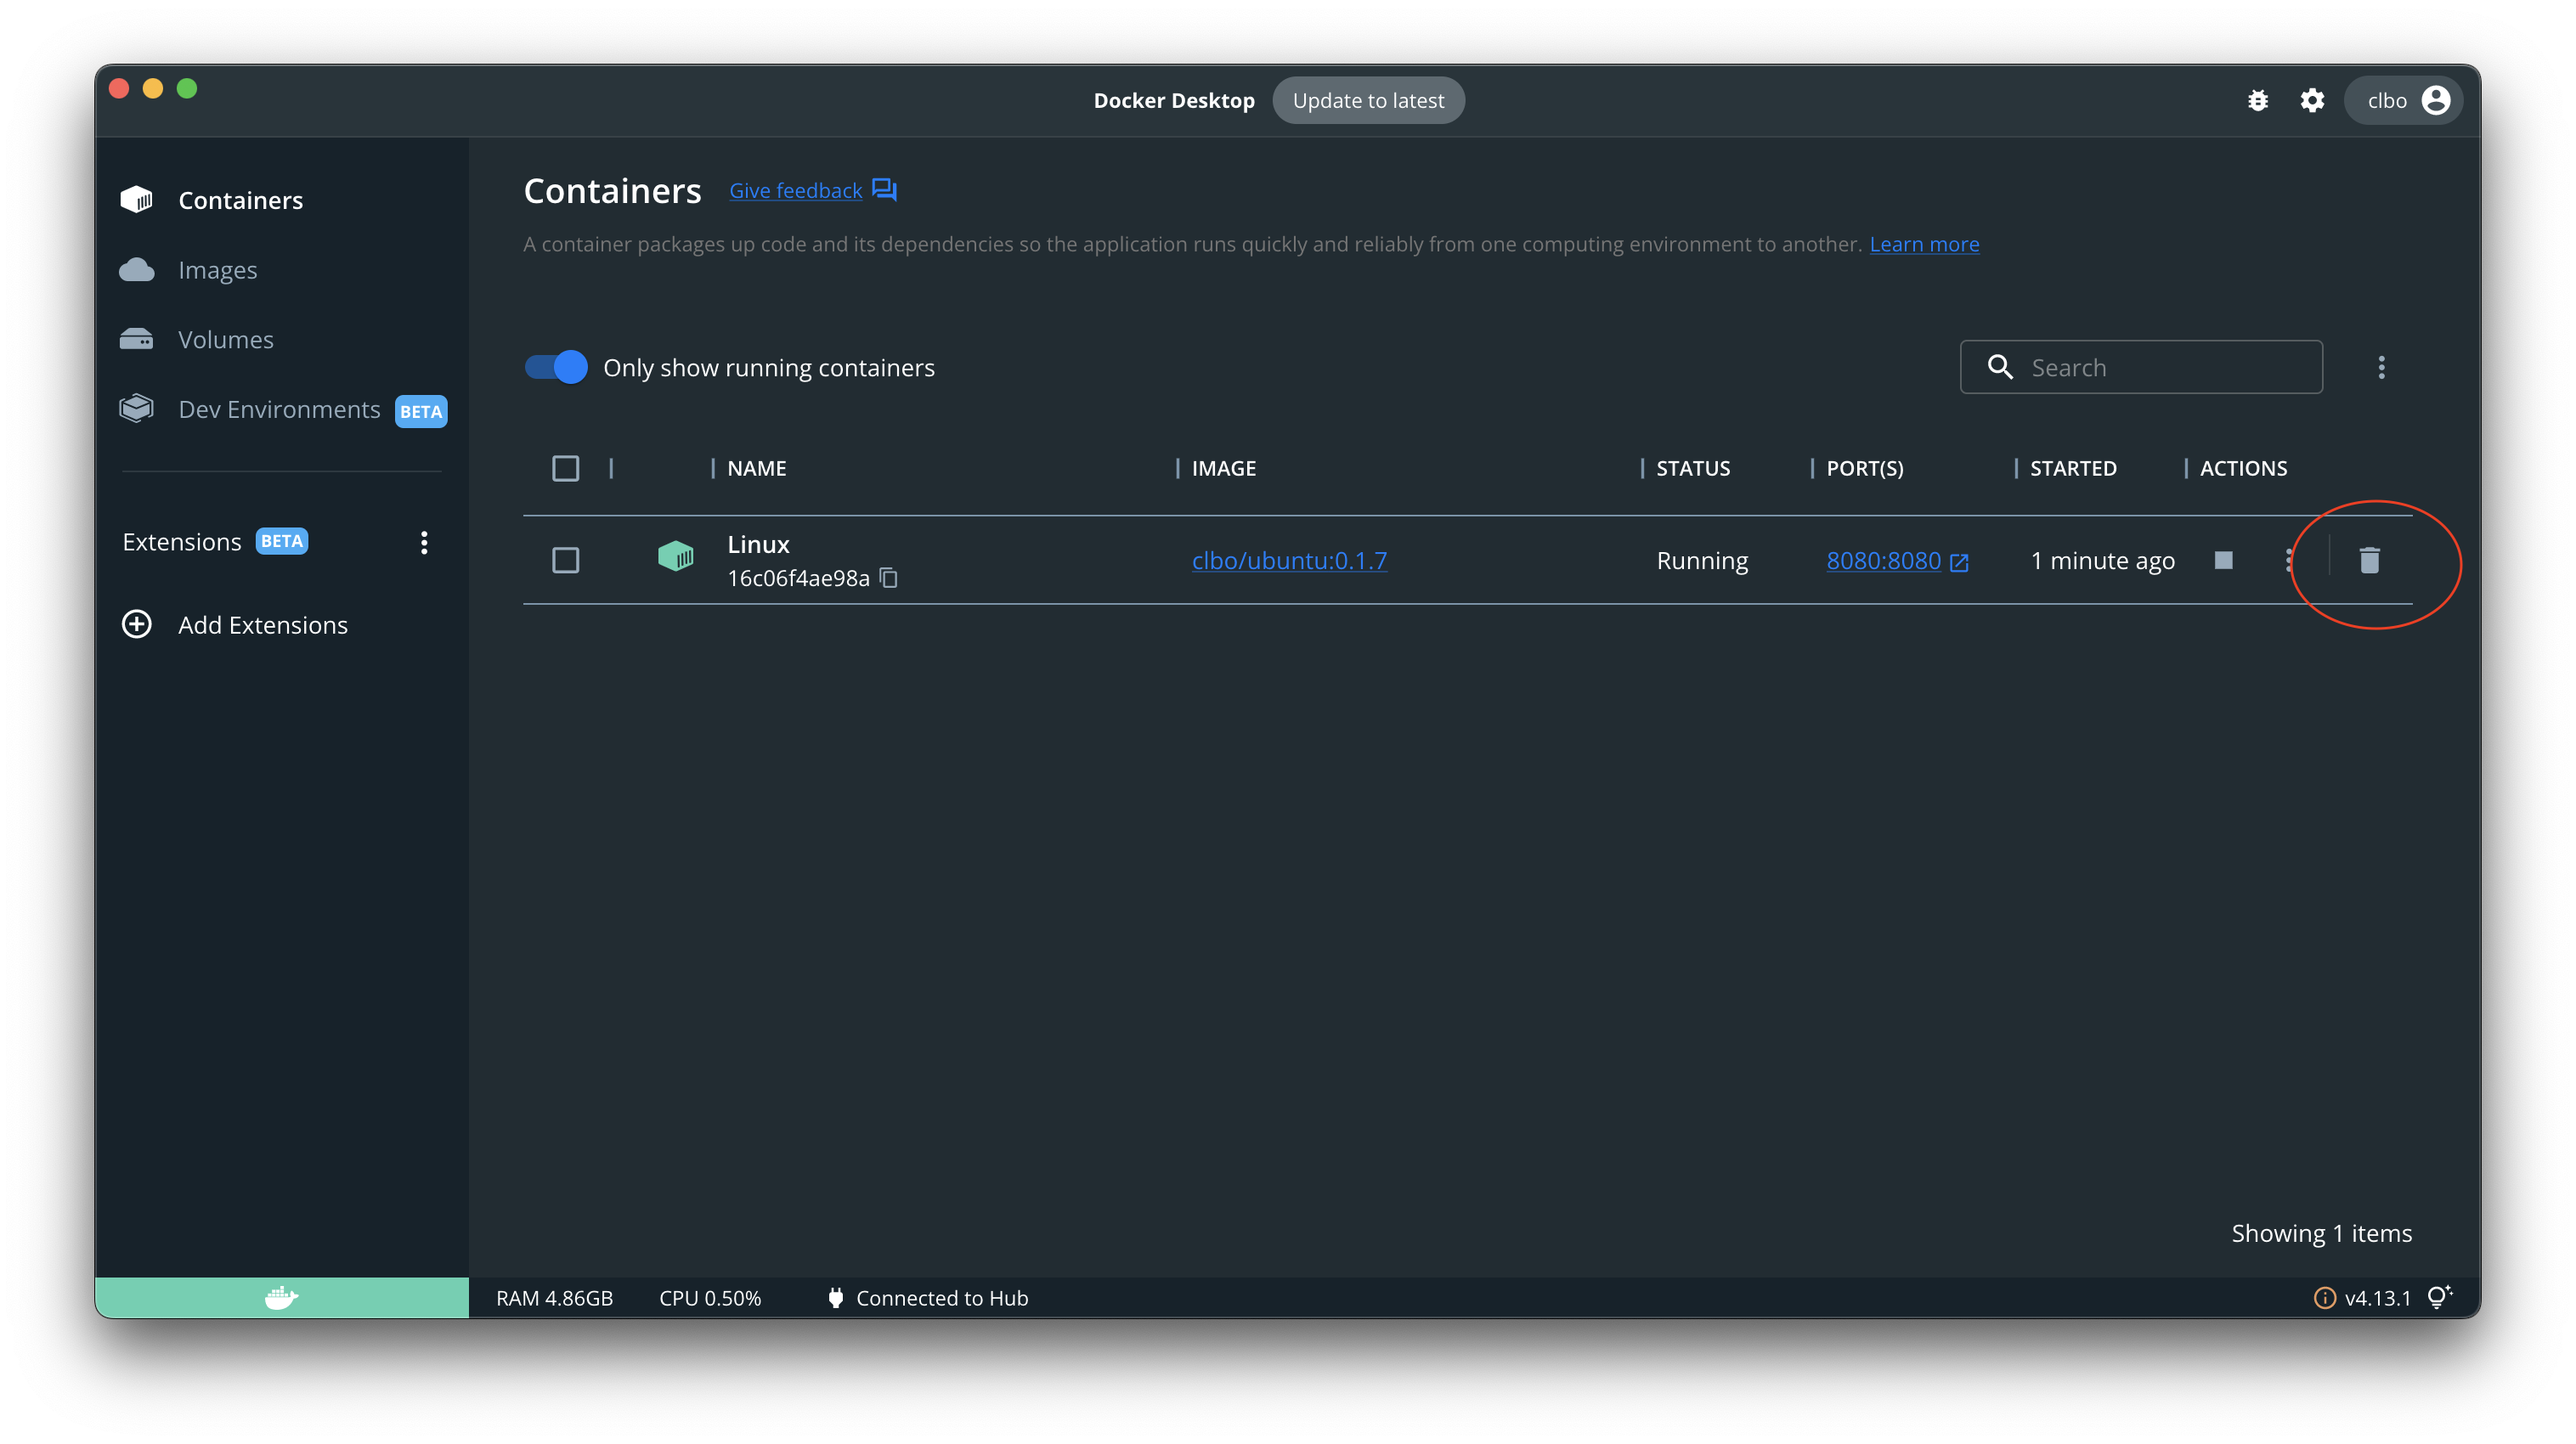 Docker Desktop Update to latest clbo
Containers
Images
Volumes
Dev Environments BETA
Extensions BETA
Add Extensions
Containers Give feedback
A container packages up code and its dependencies so the application runs quickly and reliably from one computing environment to another. Learn more
Only show running containers Search
NAME IMAGE STATUS PORT(S) STARTED ACTIONS
Linux
16c06f4ae98a clbo/ubuntu:0.1.7 Running 8080:8080 1 minute ago
Showing 1 items
RAM 4.86GB CPU 0.50% Connected to Hub v4.13.1